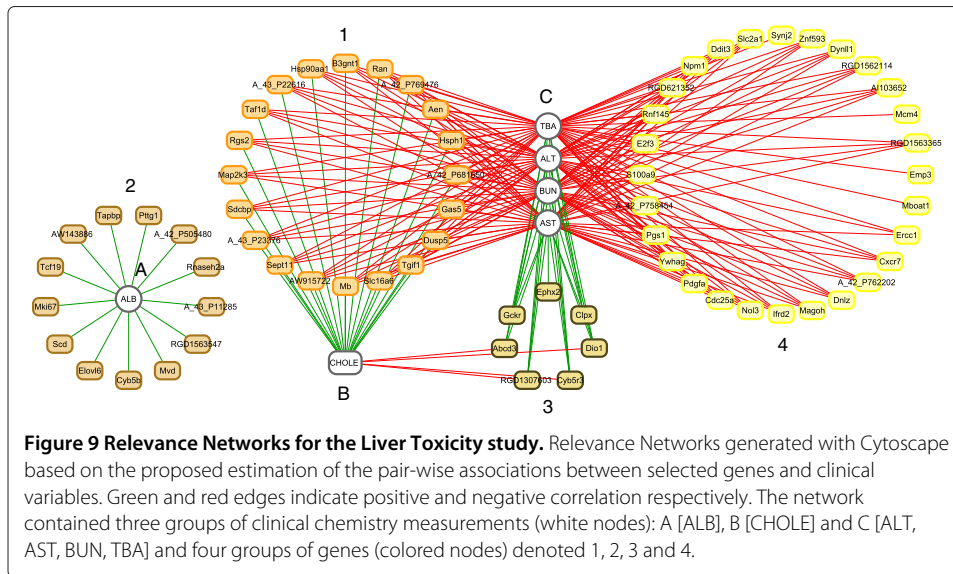 1
B3gnt1
Ran
Hsp90aa1
A_43_P22616
A_42_P769476
Taf1d
Aen
Rgs2
Hsph1
Map2k3
A_42_P681650
Sdcbp
Gas5
A_43_P23376
Dusp5
Sept11
Tgif1
AW915722
Slc16a6
Mb
CHOLE
B
2
Tapbp
Pttg1
AW143886
A_42_P505480
Tcf19
A
Rnaseh2a
Mki67
ALB
A_43_P11285
Scd
RGD1563547
Elovl6
Mvd
Cyb5b
C
TBA
ALT
BUN
AST
Ephx2
Gckr
Clpx
Abcd3
Dio1
RGD1307603
Cyb5r3
3
Synj2
Slc2a1
Znf593
Ddit3
Dynll1
Npm1
RGD1562114
RGD621352
AI103652
Rnf145
Mcm4
E2f3
RGD1563365
S100a9
Emp3
A_42_P758454
Mboat1
Pgs1
Ercc1
Ywhag
Cxcr7
Pdgfa
A_42_P762202
Cdc25a
Dnlz
Nol3
Magoh
Ifrd2
4
Figure 9 Relevance Networks for the Liver Toxicity study. Relevance Networks generated with Cytoscape
based on the proposed estimation of the pair-wise associations between selected genes and clinical
variables. Green and red edges indicate positive and negative correlation respectively. The network
contained three groups of clinical chemistry measurements (white nodes): A [ALB], B [CHOLE] and C [ALT,
AST, BUN, TBA] and four groups of genes (colored nodes) denoted 1, 2, 3 and 4.